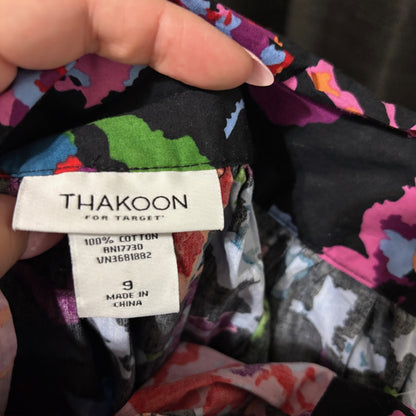 THAKOON
FOR TARGET
100% COTTON
RN17730
VN3681882
9
MADE IN
CHINA